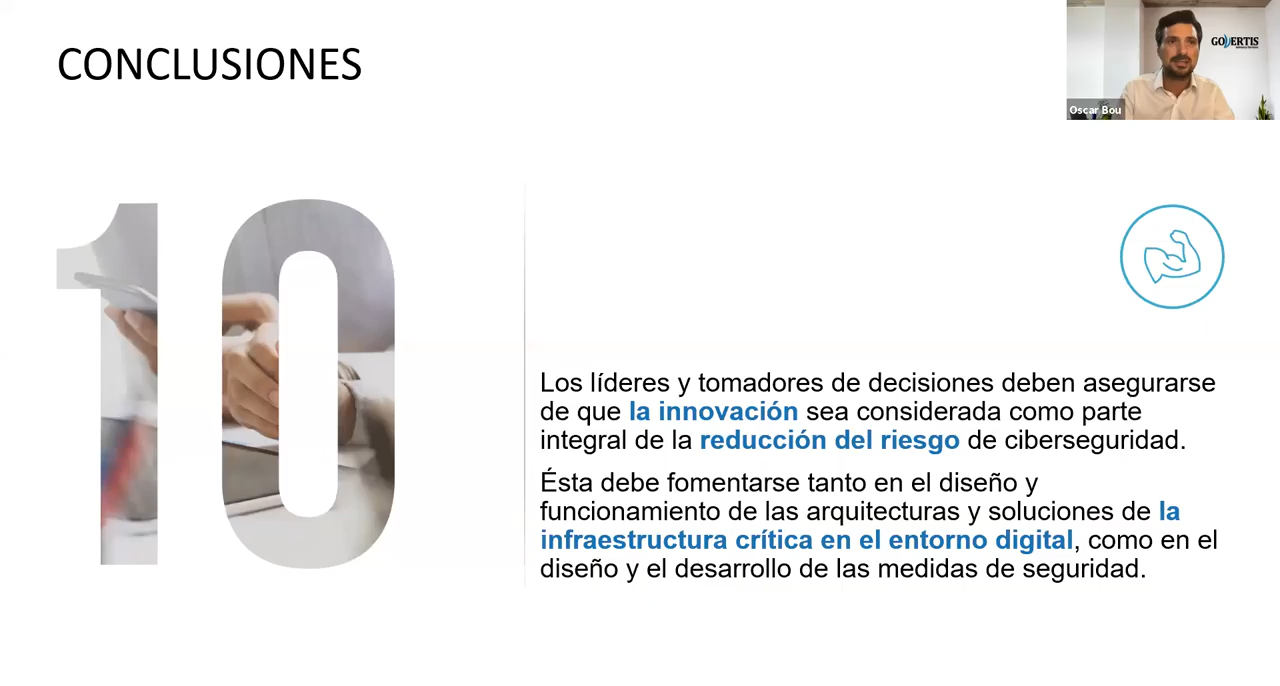 CONCLUSIONES
GOVERTIS
Oscar Bou
10
Los líderes y tomadores de decisiones deben asegurarse
de que la innovación sea considerada como parte
integral de la reducción del riesgo de ciberseguridad.
Ésta debe fomentarse tanto en el diseño y
funcionamiento de las arquitecturas y soluciones de la
infraestructura crítica en el entorno digital, como en el
diseño y el desarrollo de las medidas de seguridad.